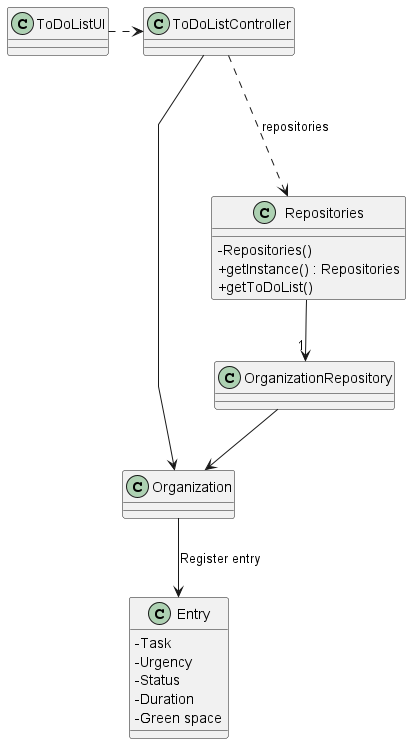 C ToDoListUI
C ToDoListController
repositories
C Repositories
-Repositories()
+getInstance() : Repositories
+getToDoList()
1
C OrganizationRepository
C Organization
Register entry
C Entry
-Task
-Urgency
-Status
-Duration
-Green space